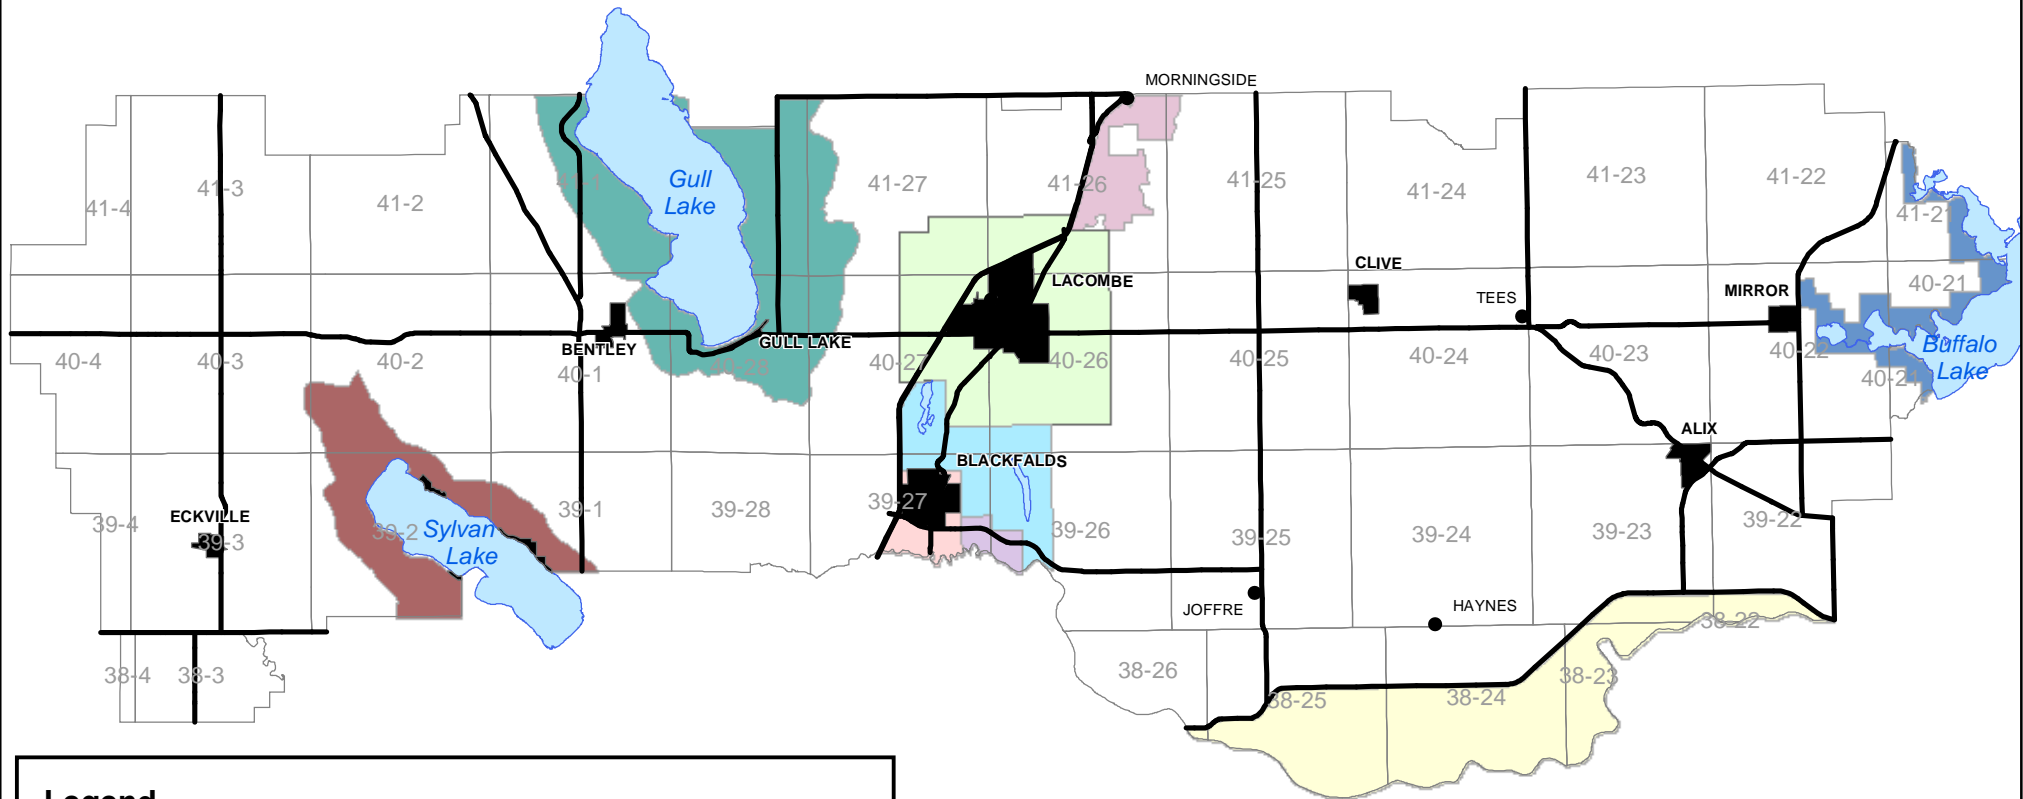 MORNINGSIDE
Gull
Lake
41-4
41-3
41-2
41-1
41-27
41-26
41-25
41-24
41-23
41-22
41-21
LACOMBE
CLIVE
TEES
MIRROR
40-21
BENTLEY
GULL LAKE
Buffalo
Lake
40-4
40-3
40-2
40-1
40-28
40-27
40-26
40-25
40-24
40-23
40-22
40-21
ALIX
BLACKFALDS
ECKVILLE
39-4
39-3
39-2
Sylvan
Lake
39-1
39-28
39-27
39-26
39-25
39-24
39-23
39-22
JOFFRE
HAYNES
38-4
38-3
38-26
38-25
38-24
38-23
38-22
Legend